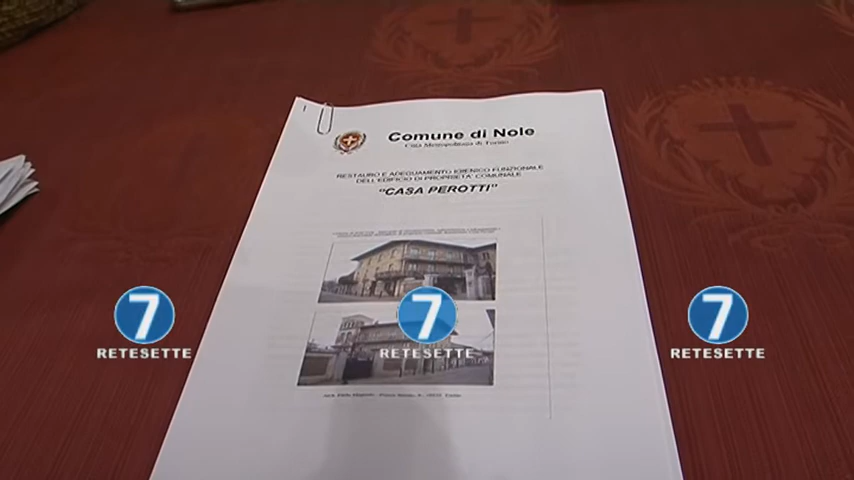 Comune di Nole
Città Metropolitana di Torino
RESTAURO E ADEGUAMENTO IGIENICO FUNZIONALE
DELL'EDIFICIO DI PROPRIETA' COMUNALE
"CASA PEROTTI"
7 7 7
RETESETTE RETESETTE RETESETTE